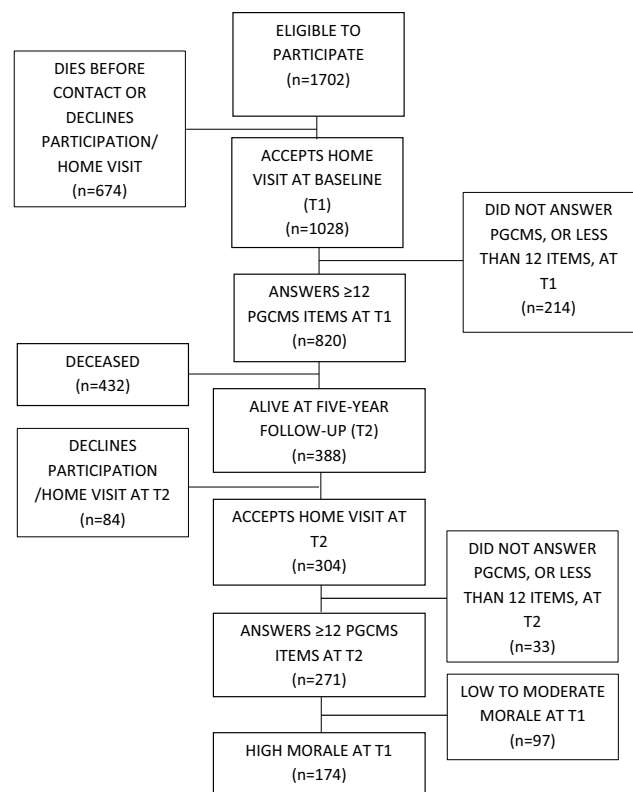 ELIGIBLE TO
PARTICIPATE
(n=1702)
DIES BEFORE
CONTACT OR
DECLINES
PARTICIPATION/
HOME VISIT
(n=674)
ACCEPTS HOME
VISIT AT BASELINE
(T1)
(n=1028)
DID NOT ANSWER
PGCMS, OR LESS
THAN 12 ITEMS, AT
T1
(n=214)
ANSWERS ≥12
PGCMS ITEMS AT T1
(n=820)
DECEASED
(n=432)
ALIVE AT FIVE-YEAR
FOLLOW-UP (T2)
(n=388)
DECLINES
PARTICIPATION
/HOME VISIT AT T2
(n=84)
ACCEPTS HOME VISIT AT
T2
(n=304)
DID NOT ANSWER
PGCMS, OR LESS
THAN 12 ITEMS, AT
T2
(n=33)
ANSWERS ≥12 PGCMS
ITEMS AT T2
(n=271)
LOW TO MODERATE
MORALE AT T1
(n=97)
HIGH MORALE AT T1
(n=174)